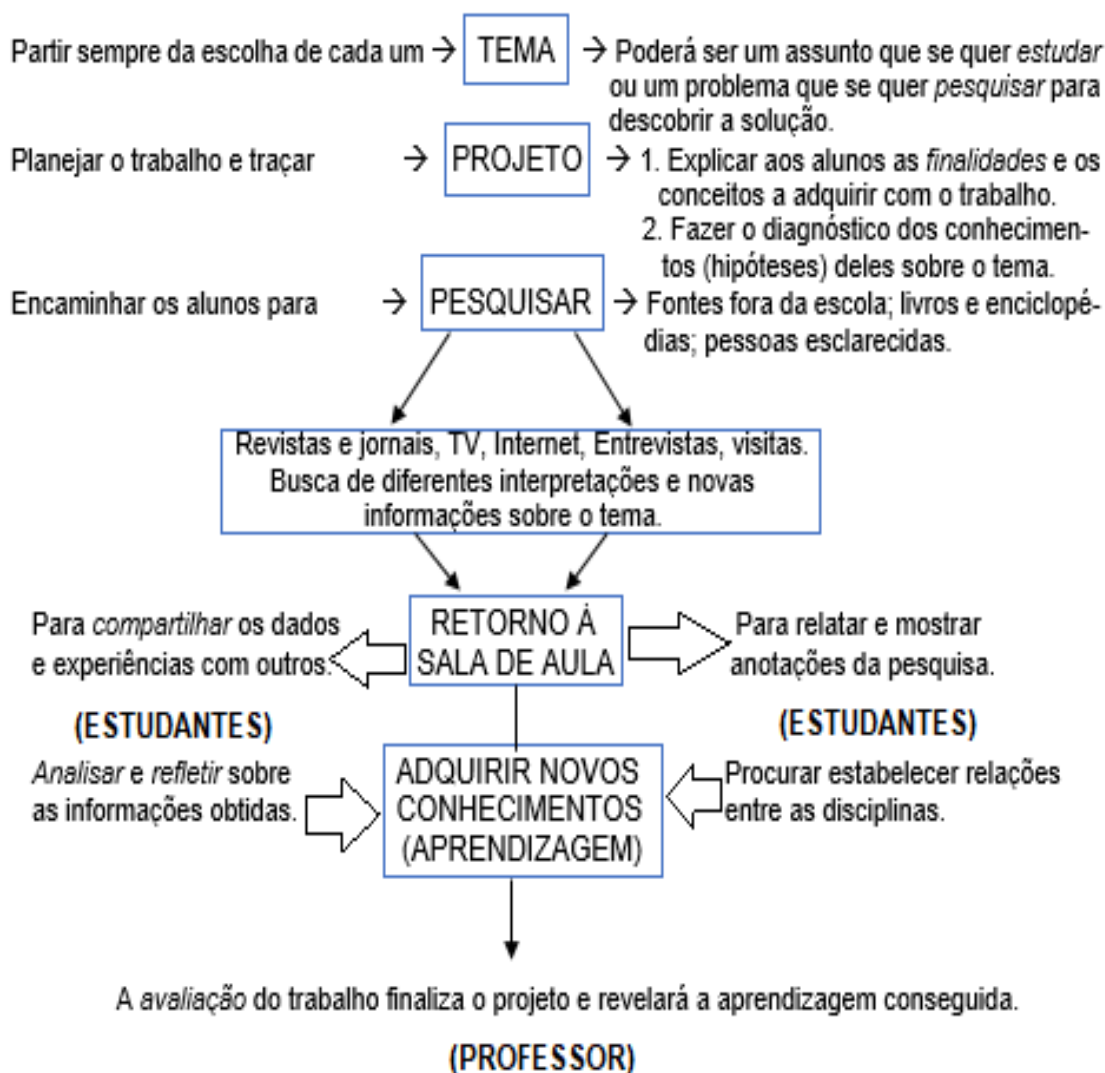 Partir sempre da escolha de cada um → TEMA → Poderá ser um assunto que se quer estudar
ou um problema que se quer pesquisar para
descobrir a solução.
Planejar o trabalho e traçar → PROJETO → 1. Explicar aos alunos as finalidades e os
conceitos a adquirir com o trabalho.
2. Fazer o diagnóstico dos conhecimen-
tos (hipóteses) deles sobre o tema.
Encaminhar os alunos para → PESQUISAR → Fontes fora da escola; livros e enciclopé-
dias; pessoas esclarecidas.
Revistas e jornais, TV, Internet, Entrevistas, visitas.
Busca de diferentes interpretações e novas
informações sobre o tema.
RETORNO À
SALA DE AULA
Para compartilhar os dados
e experiências com outros.
(ESTUDANTES)
Para relatar e mostrar
anotações da pesquisa.
(ESTUDANTES)
Analisar e refletir sobre
as informações obtidas.
ADQUIRIR NOVOS
CONHECIMENTOS
(APRENDIZAGEM)
Procurar estabelecer relações
entre as disciplinas.
A avaliação do trabalho finaliza o projeto e revelará a aprendizagem conseguida.
(PROFESSOR)